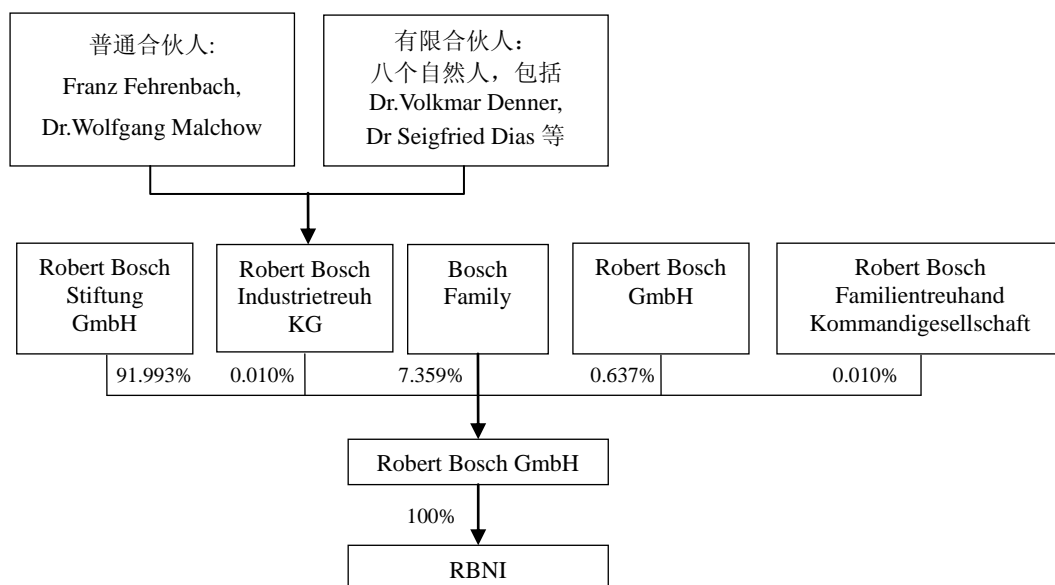 普通合伙人:
Franz Fehrenbach,
Dr.Wolfgang Malchow
有限合伙人：
八个自然人，包括
Dr.Volkmar Denner,
Dr Seigfried Dias 等
Robert Bosch
Stiftung
GmbH
Robert Bosch
Industrietreuh
KG
Bosch
Family
Robert Bosch
GmbH
Robert Bosch
Familientreuhand
Kommandigesellschaft
91.993%
0.010%
7.359%
0.637%
0.010%
Robert Bosch GmbH
100%
RBNI